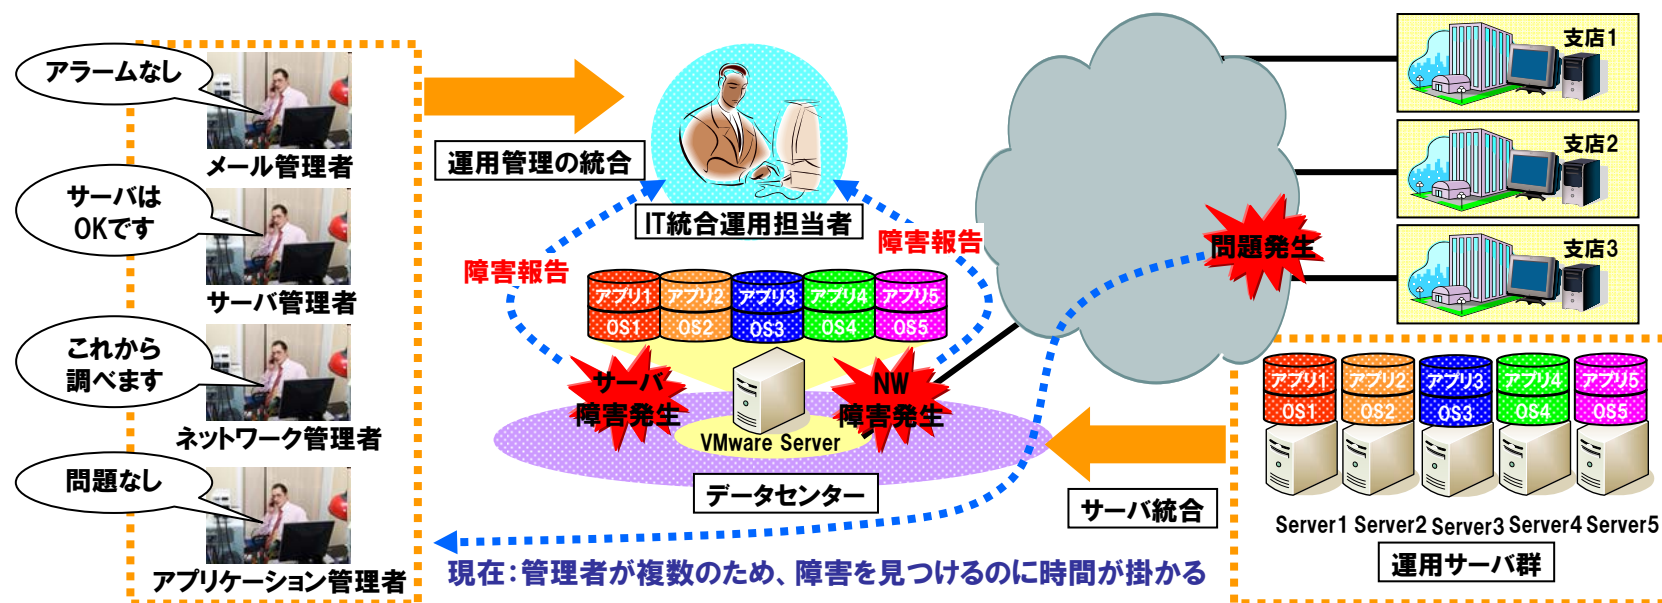 アラームなし
メール管理者
サーバは
OKです
サーバ管理者
これから
調べます
ネットワーク管理者
問題なし
アプリケーション管理者
運用管理の統合
IT統合運用担当者
障害報告
障害報告
アプリ1 アプリ2 アプリ3 アプリ4 アプリ5
OS1 OS2 OS3 OS4 OS5
サーバ
障害発生
NW
障害発生
VMware Server
データセンター
問題発生
支店1
支店2
支店3
アプリ1 アプリ2 アプリ3 アプリ4 アプリ5
OS1 OS2 OS3 OS4 OS5
Server1 Server2 Server3 Server4 Server5
運用サーバ群
サーバ統合
現在：管理者が複数のため、障害を見つけるのに時間が掛かる